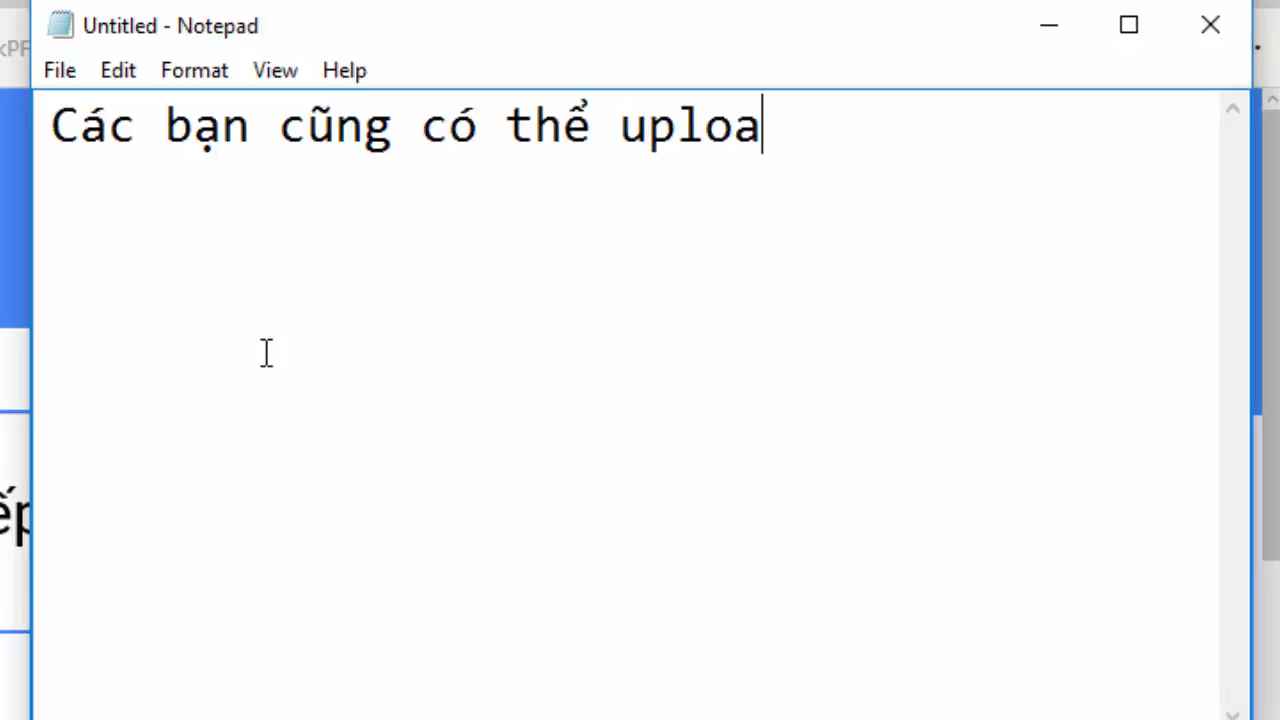 Untitled - Notepad
File Edit Format View Help
Các bạn cũng có thể uploa